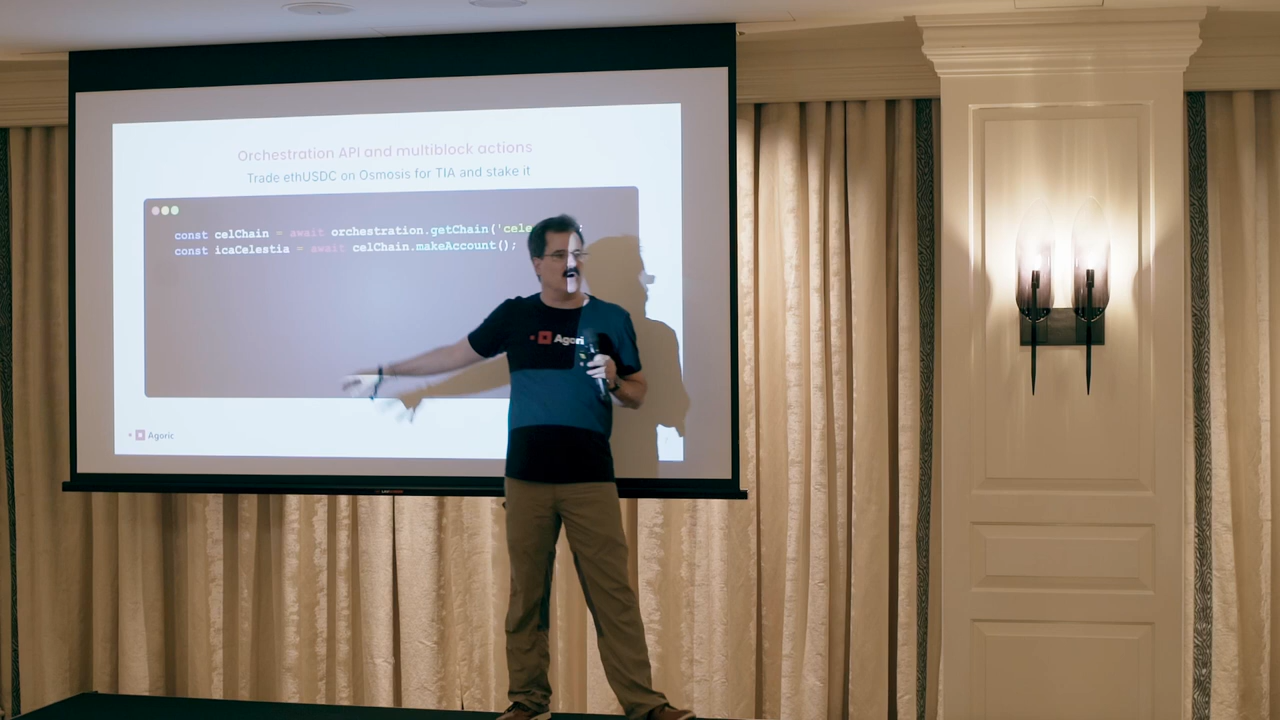 Orchestration API and multiblock actions
Trade ethUSDC on Osmosis for TIA and stake it
const celChain = await orchestration.getChain('cele
const icaCelestia = await celChain.makeAccount();
Agoric
Agoric